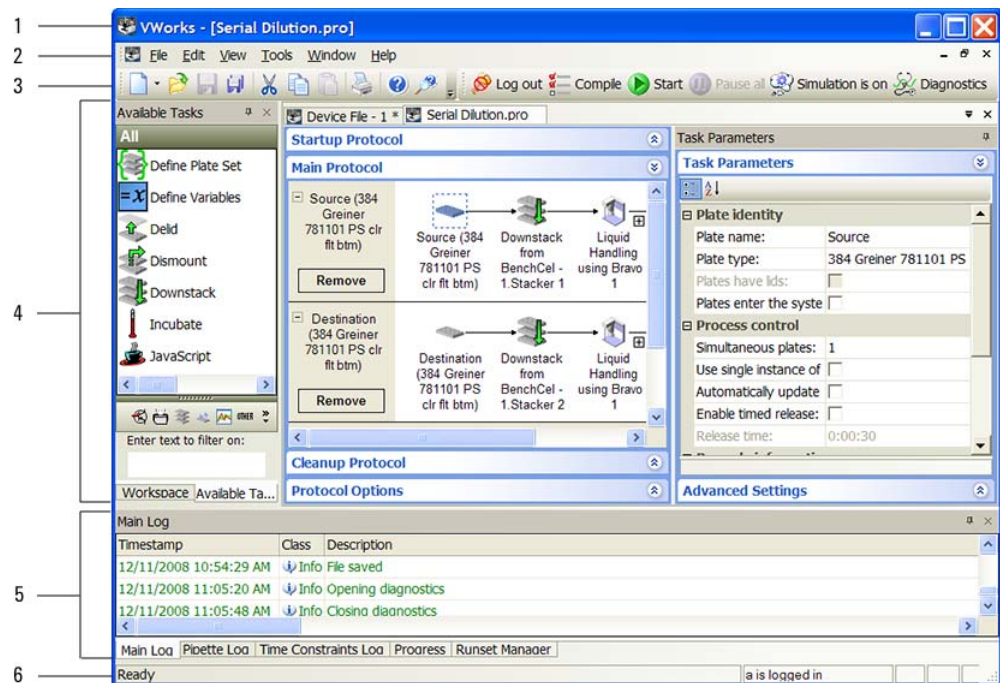 1
VWorks - [Serial Dilution.pro]
2
File Edit View Tools Window Help
3
Log out Compile Start Pause all Simulation is on Diagnostics
4
Available Tasks
All
Define Plate Set
=x Define Variables
Delid
Dismount
Downstack
Incubate
JavaScript
OTHER
Enter text to filter on:
Workspace Available Ta...
Device File - 1 * Serial Dilution.pro
Startup Protocol
Main Protocol
Source (384
Greiner
781101 PS clr
flt btm)
Remove
Source (384
Greiner
781101 PS
clr flt btm)
Downstack
from
BenchCel -
1.Stacker 1
Liquid
Handling
using Bravo
1
Destination
(384 Greiner
781101 PS clr
flt btm)
Remove
Destination
(384 Greiner
781101 PS
clr flt btm)
Downstack
from
BenchCel -
1.Stacker 2
Liquid
Handling
using Bravo
1
Cleanup Protocol
Protocol Options
Task Parameters
Task Parameters
Plate identity
Plate name: Source
Plate type: 384 Greiner 781101 PS
Plates have lids:
Plates enter the syste
Process control
Simultaneous plates: 1
Use single instance of
Automatically update
Enable timed release:
Release time: 0:00:30
Advanced Settings
5
Main Log
Timestamp Class Description
12/11/2008 10:54:29 AM Info File saved
12/11/2008 11:05:20 AM Info Opening diagnostics
12/11/2008 11:05:48 AM Info Closing diagnostics
Main Log Pipette Log Time Constraints Log Progress Runset Manager
6
Ready a is logged in